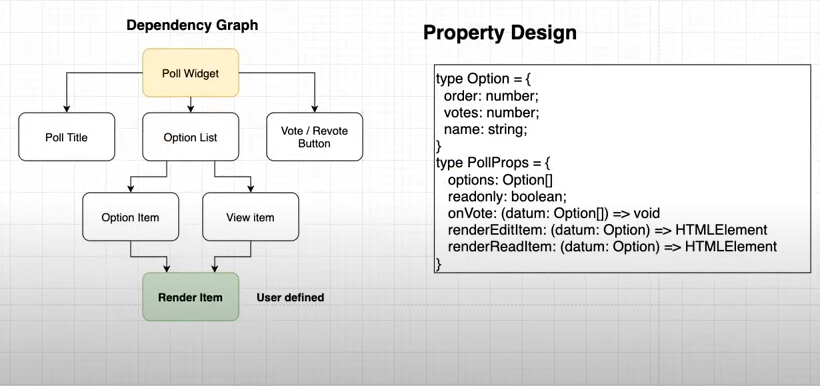 Dependency Graph
Poll Widget
Poll Title
Option List
Vote / Revote
Button
Option Item
View item
Render Item
User defined
Property Design
type Option = {
order: number;
votes: number;
name: string;
}
type PollProps = {
options: Option[]
readonly: boolean;
onVote: (datum: Option[]) => void
renderEditItem: (datum: Option) => HTMLElement
renderReadItem: (datum: Option) => HTMLElement
}